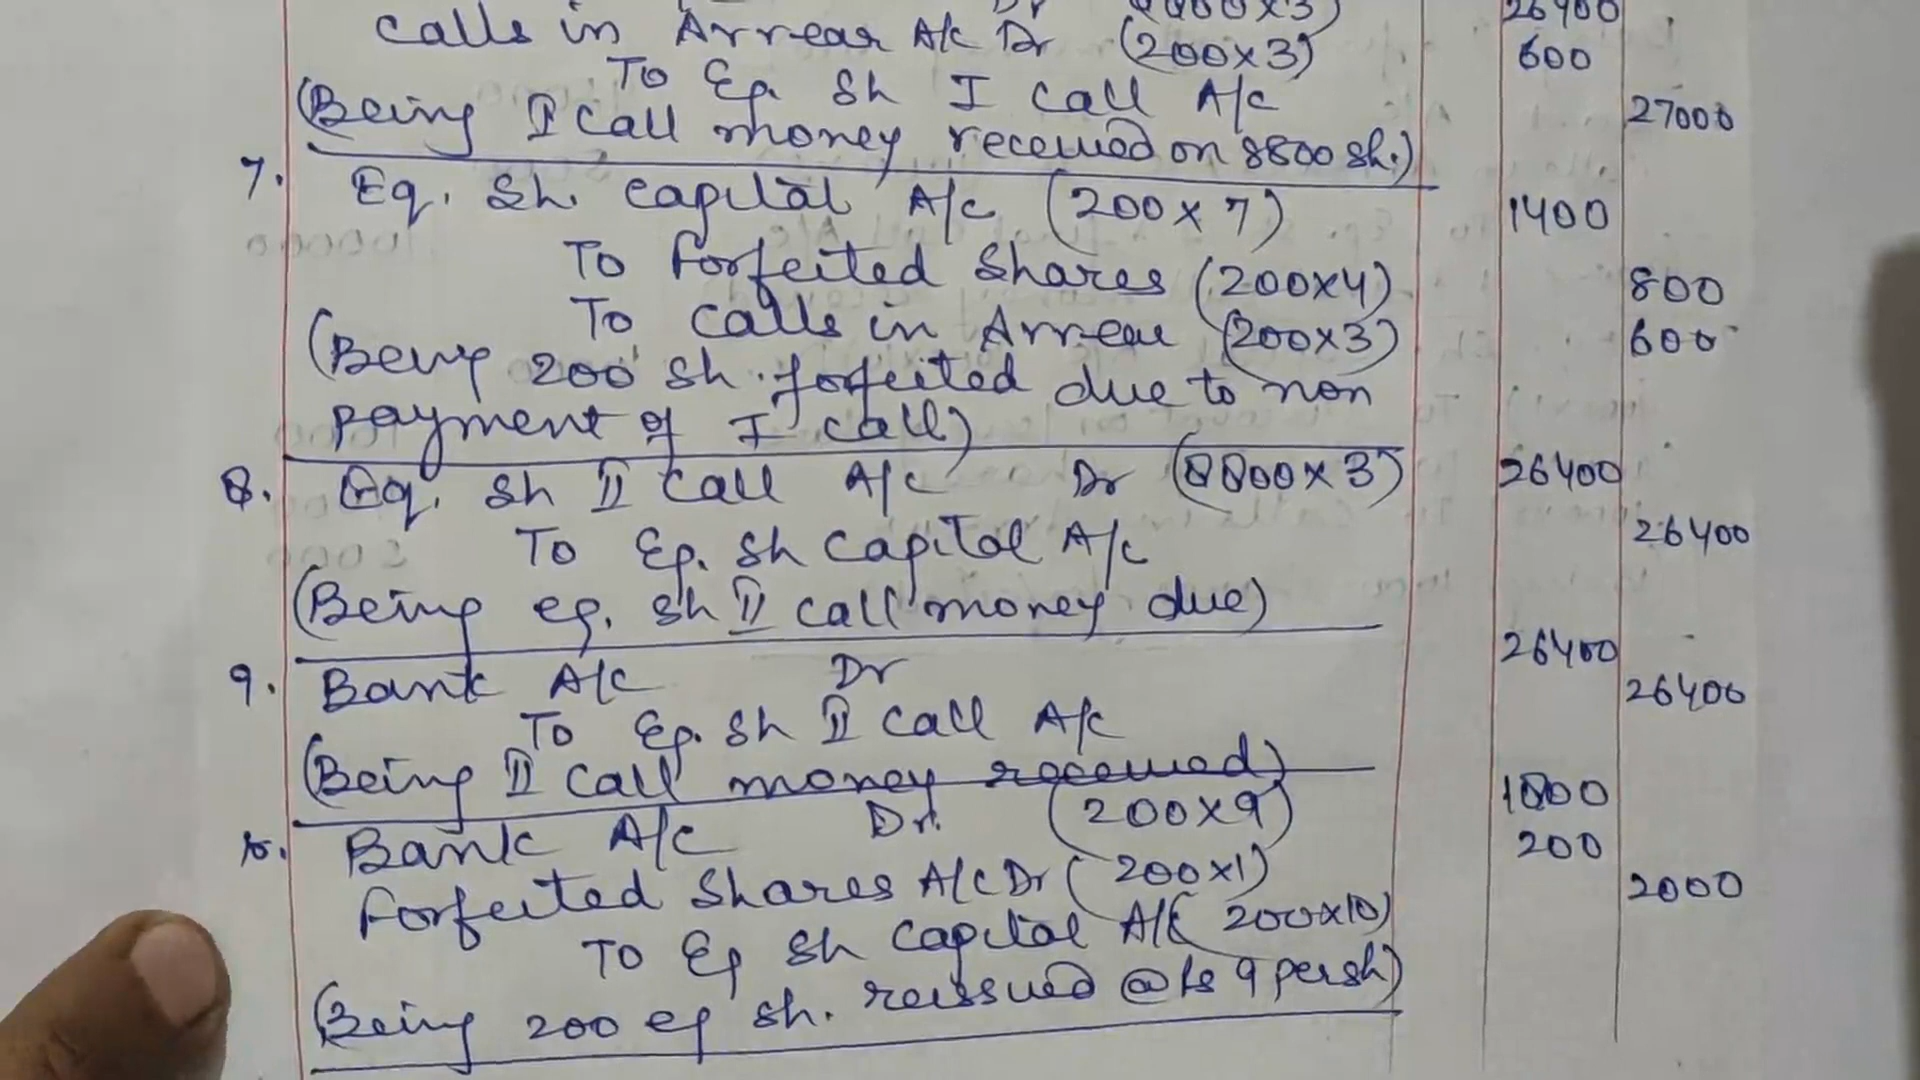 (8800x3) 26400
Calls in Arrear A/c Dr (200x3) 600
To Eq. Sh I Call A/c 27000
(Being I Call money received on 8800 sh.)
7. Eq. Sh. Capital A/c (200x7) 1400
To Forfeited Shares (200x4) 800
To Calls in Arrear (200x3) 600
(Being 200 sh. forfeited due to non
payment of I call)
8. Eq. Sh II Call A/c Dr (8800x3) 26400
To Eq. Sh Capital A/c 26400
(Being eq. sh II call money due)
9. Bank A/c Dr 26400
To Eq. Sh II Call A/c 26400
(Being II Call money received)
10. Bank A/c Dr. (200x9) 1800
Forfeited Shares A/c Dr (200x1) 200
To Eq Sh Capital A/c (200x10) 2000
(Being 200 eq sh. reissued @ Rs 9 per sh)